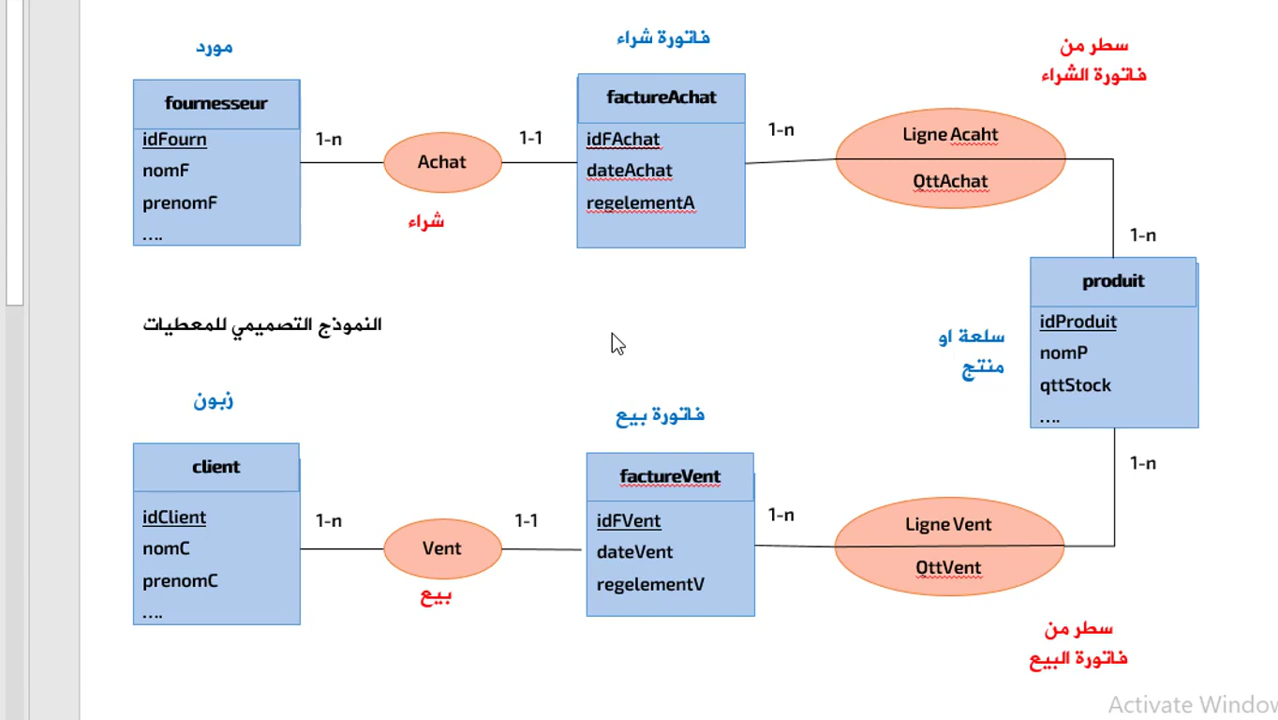 مورد
فاتورة شراء
سطر من
فاتورة الشراء
fournesseur
idFourn
nomF
prenomF
....
1-n
Achat
شراء
1-1
factureAchat
idFAchat
dateAchat
regelementA
1-n
Ligne Acaht
QttAchat
1-n
produit
idProduit
nomP
qttStock
....
سلعة او
منتج
النموذج التصميمي للمعطيات
زبون
فاتورة بيع
client
idClient
nomC
prenomC
....
1-n
Vent
بيع
1-1
factureVent
idFVent
dateVent
regelementV
1-n
Ligne Vent
QttVent
1-n
سطر من
فاتورة البيع
Activate Window